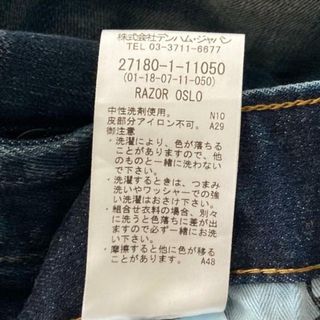 株式会社デンハム・ジャパン
TEL 03-3711-6677
27180-1-11050
(01-18-07-11-050)
RAZOR OSLO
中性洗剤使用。 N10
皮部分アイロン不可。 A29
御注意
・洗濯により、色が落ちる
ことがありますので、他
のものと一緒に洗わない
で下さい。
・洗濯するときは、つまみ
洗いやワッシャーでの強
い洗たくはおやめ下さい。
・組合せ衣料の場合、別々
に洗うと色落ちに差が出
ますので必ず一緒にお洗
い下さい。
・摩擦すると他に色が移る
ことがあります。 A48